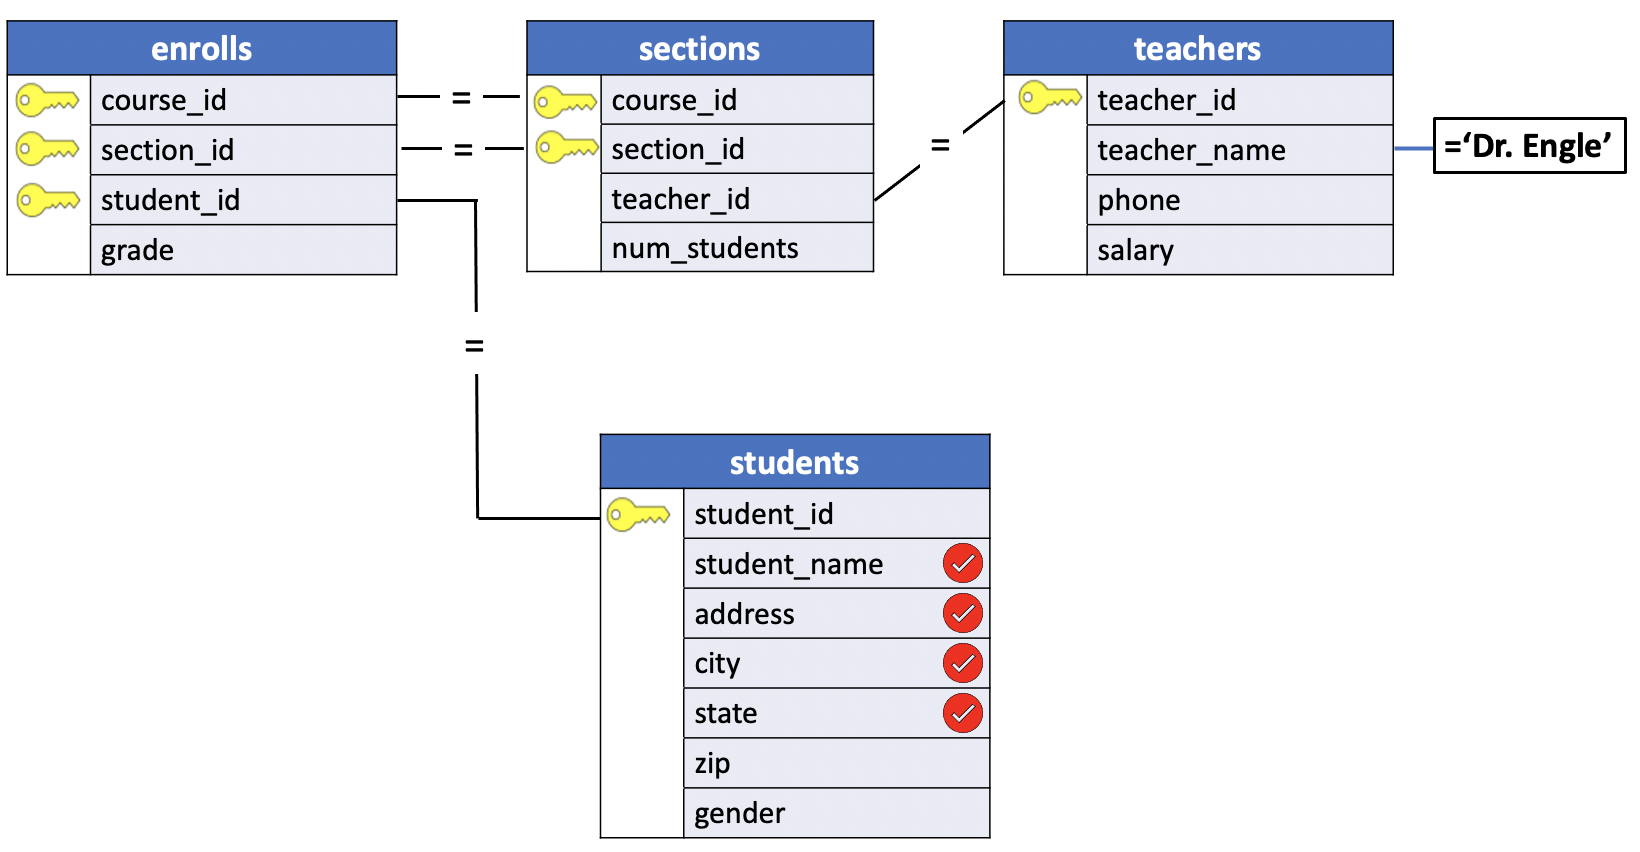 enrolls
course_id
section_id
student_id
grade
=
=
=
sections
course_id
section_id
teacher_id
num_students
=
teachers
teacher_id
teacher_name
phone
salary
=‘Dr. Engle’
students
student_id
student_name
address
city
state
zip
gender